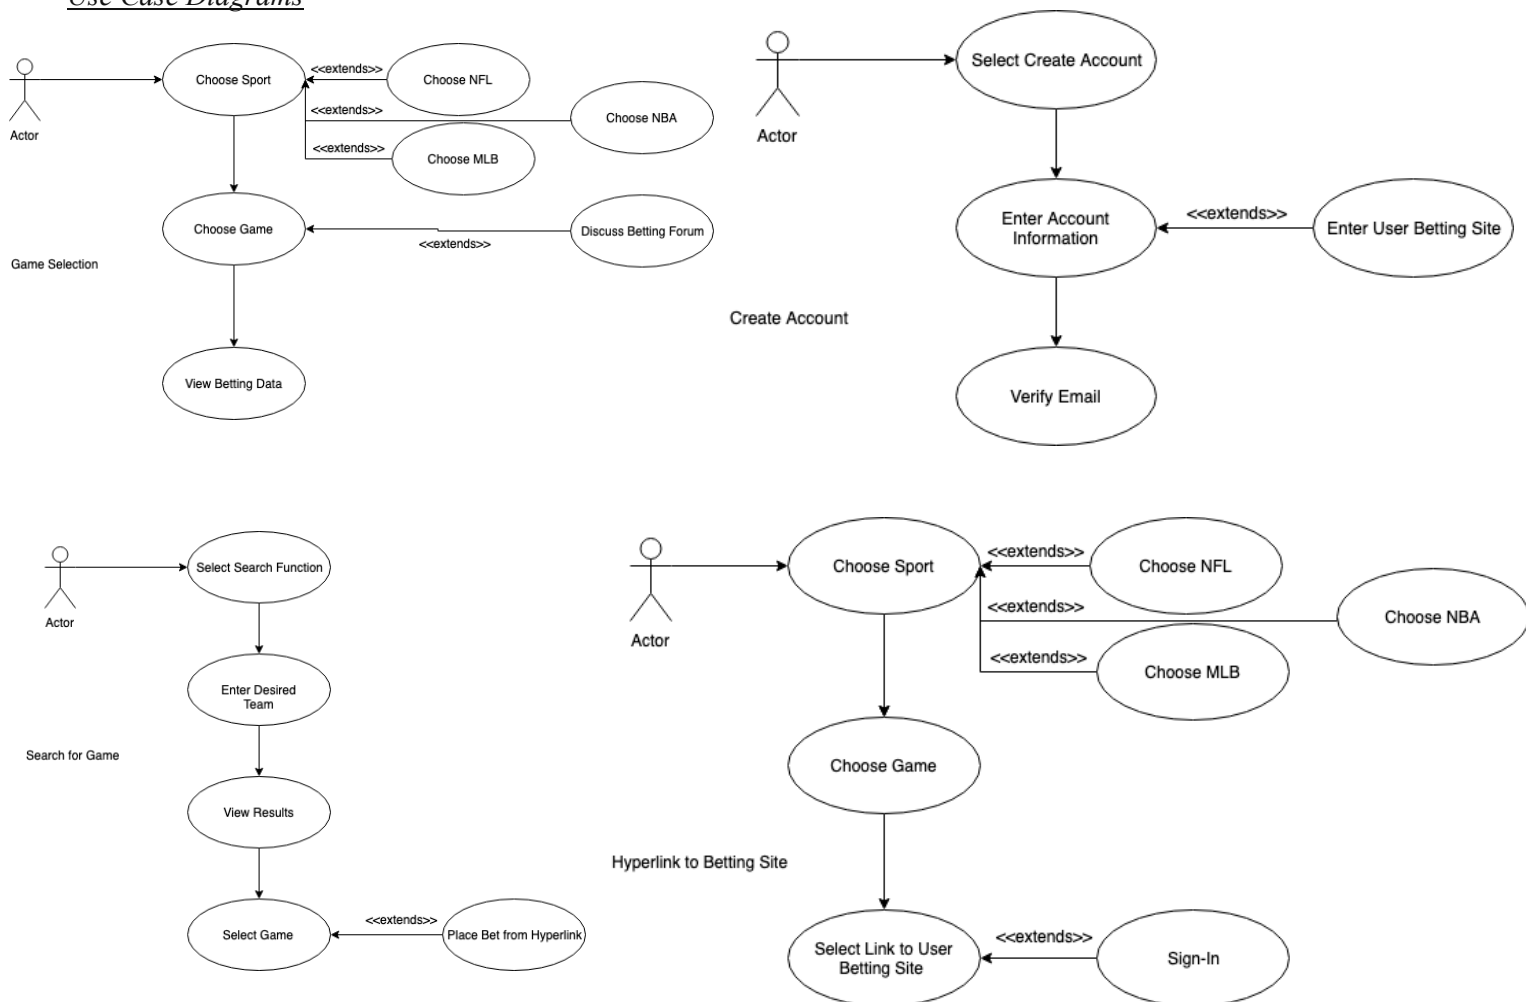 Use Case Diagrams
Choose Sport
<<extends>>
Choose NFL
<<extends>>
Choose NBA
<<extends>>
Choose MLB
Actor
Choose Game
<<extends>>
Discuss Betting Forum
Game Selection
View Betting Data
Select Create Account
Actor
Enter Account
Information
<<extends>>
Enter User Betting Site
Create Account
Verify Email
Select Search Function
Actor
Enter Desired
Team
Search for Game
View Results
Select Game
<<extends>>
Place Bet from Hyperlink
Choose Sport
<<extends>>
Choose NFL
<<extends>>
Choose NBA
<<extends>>
Choose MLB
Actor
Choose Game
Hyperlink to Betting Site
Select Link to User
Betting Site
<<extends>>
Sign-In